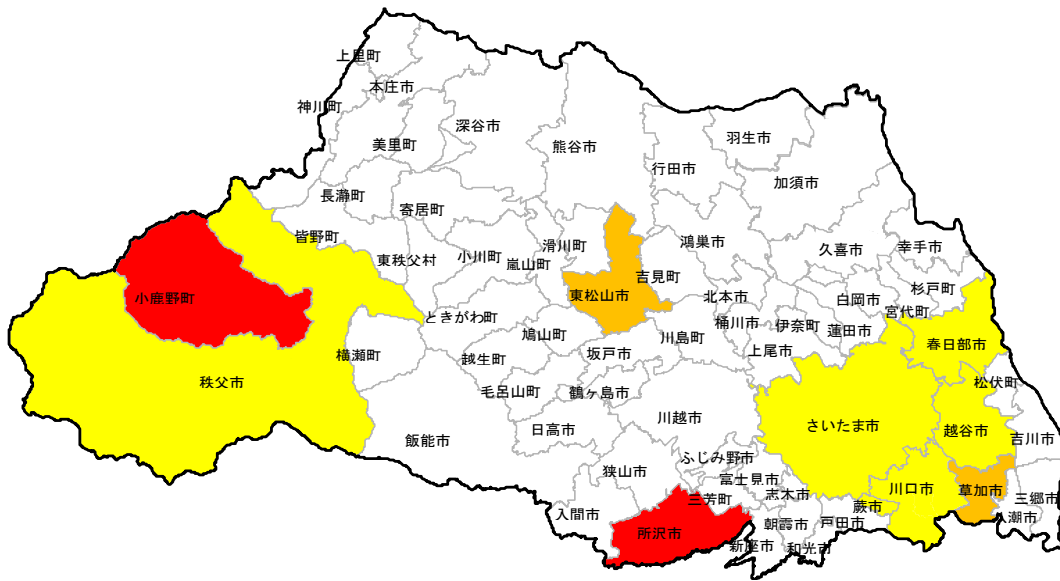 上里町
本庄市
神川町
美里町
深谷市
熊谷市
行田市
羽生市
加須市
長瀞町
寄居町
皆野町
東秩父村
小川町
嵐山町
滑川町
吉見町
鴻巣市
久喜市
幸手市
小鹿野町
東松山市
北本市
白岡市
杉戸町
宮代町
ときがわ町
鳩山町
川島町
桶川市
伊奈町
蓮田市
春日部市
横瀬町
秩父市
越生町
坂戸市
上尾市
松伏町
毛呂山町
鶴ヶ島市
川越市
さいたま市
越谷市
吉川市
飯能市
日高市
ふじみ野市
狭山市
富士見市
志木市
川口市
草加市
三郷市
入間市
三芳町
蕨市
八潮市
所沢市
朝霞市
戸田市
新座市
和光市